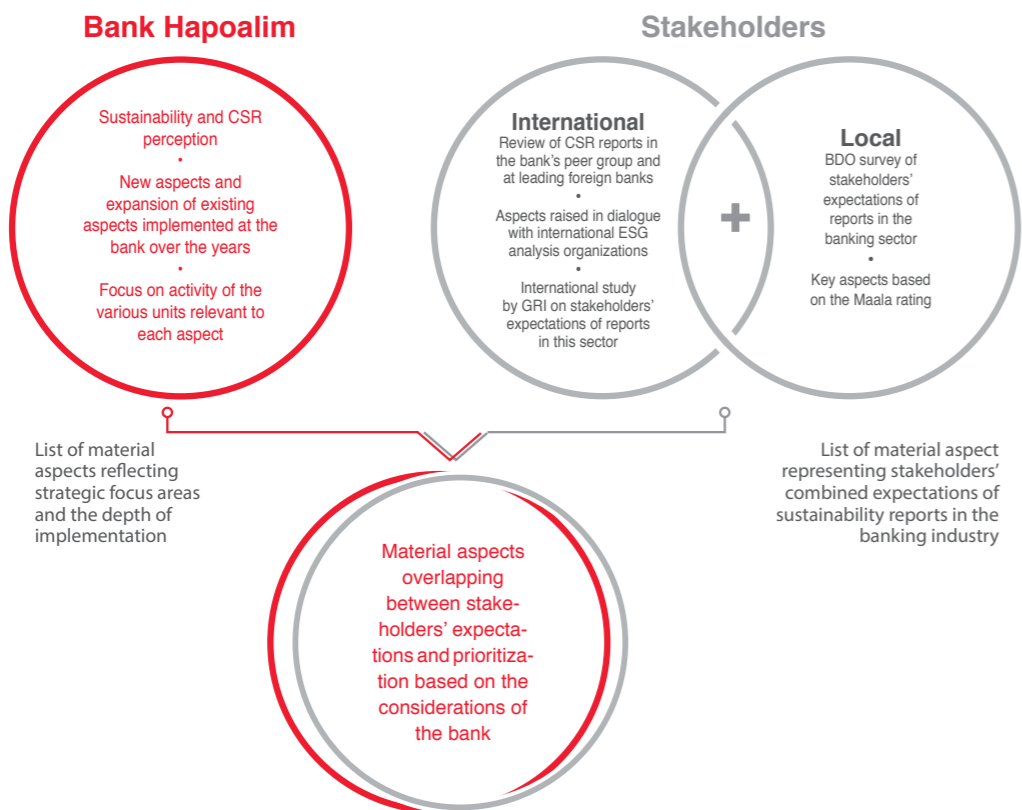 Bank Hapoalim
Sustainability and CSR
perception
•
New aspects and
expansion of existing
aspects implemented at the
bank over the years
•
Focus on activity of the
various units relevant to
each aspect
Stakeholders
International
Review of CSR reports in
the bank's peer group and
at leading foreign banks
•
Aspects raised in dialogue
with international ESG
analysis organizations
•
International study
by GRI on stakeholders'
expectations of reports
in this sector
+
Local
BDO survey of
stakeholders'
expectations of
reports in the
banking sector
•
Key aspects based
on the Maala rating
List of material
aspects reflecting
strategic focus areas
and the depth of
implementation
List of material aspect
representing stakeholders'
combined expectations of
sustainability reports in the
banking industry
Material aspects
overlapping
between stake-
holders' expecta-
tions and prioritiza-
tion based on the
considerations of
the bank